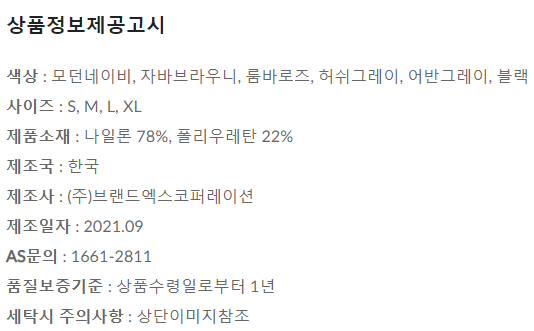 상품정보제공고시
색상 : 모던네이비, 자바브라우니, 룸바로즈, 허쉬그레이, 어반그레이, 블랙
사이즈 : S, M, L, XL
제품소재 : 나일론 78%, 폴리우레탄 22%
제조국 : 한국
제조사 : (주)브랜드엑스코퍼레이션
제조일자 : 2021.09
AS문의 : 1661-2811
품질보증기준 : 상품수령일로부터 1년
세탁시 주의사항 : 상단이미지참조